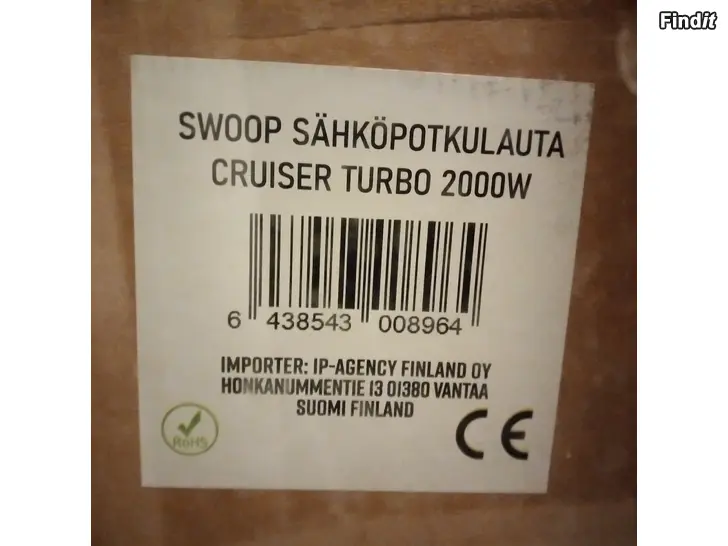 Findit
SWOOP SÄHKÖPOTKULAUTA
CRUISER TURBO 2000W
6 438543 008964
IMPORTER: IP-AGENCY FINLAND OY
HONKANUMMENTIE 13 01380 VANTAA
SUOMI FINLAND
RoHS
CE